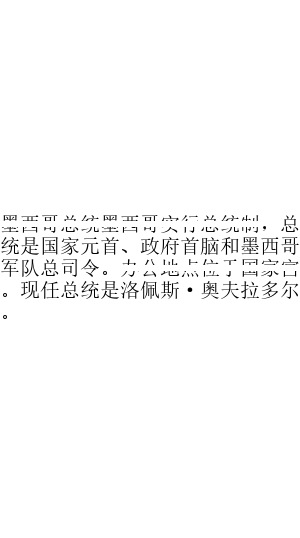 墨西哥总统墨西哥实行总统制，总
统是国家元首、政府首脑和墨西哥
军队总司令。办公地点位于国家宫
。现任总统是洛佩斯·奥夫拉多尔
。